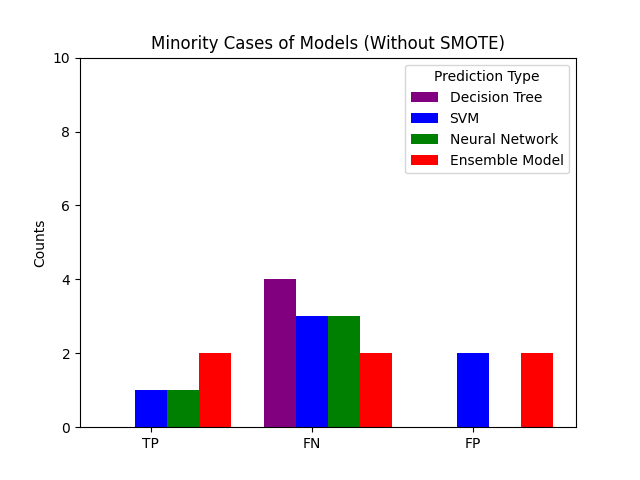 Minority Cases of Models (Without SMOTE)
10
8
6
4
2
0
Counts
Prediction Type
Decision Tree
SVM
Neural Network
Ensemble Model
TP
FN
FP